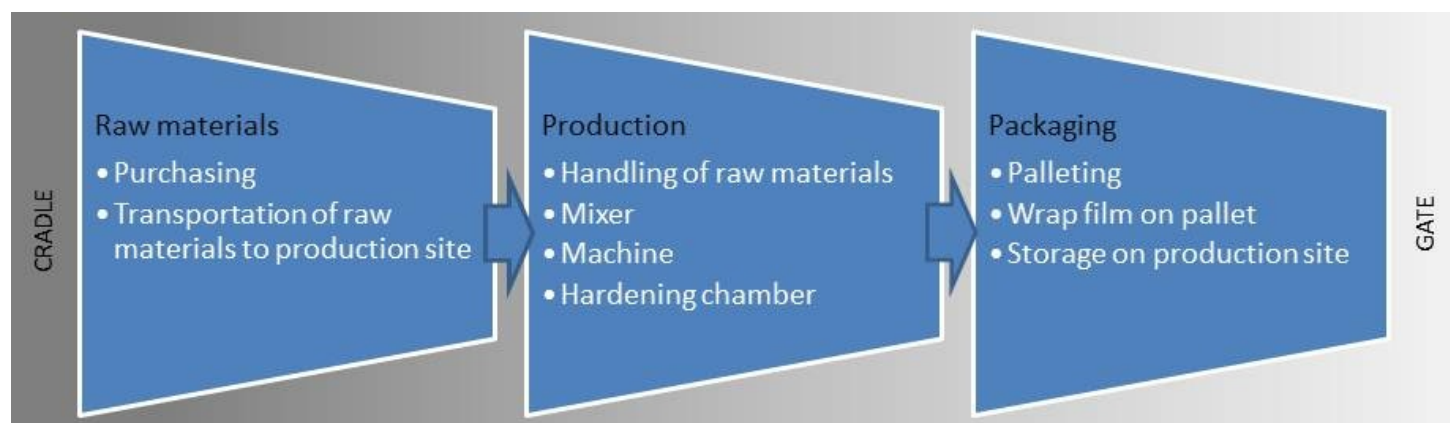 CRADLE
Raw materials
• Purchasing
• Transportation of raw
materials to production site
Production
• Handling of raw materials
• Mixer
• Machine
• Hardening chamber
Packaging
• Palleting
• Wrap film on pallet
• Storage on production site
GATE